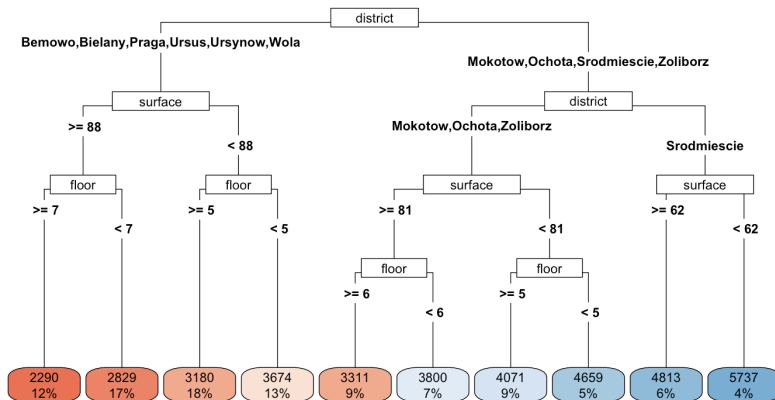 district
Bemowo,Bielany,Praga,Ursus,Ursynow,Wola
Mokotow,Ochota,Srodmiescie,Zoliborz
surface
district
>= 88
Mokotow,Ochota,Zoliborz
< 88
Srodmiescie
floor
floor
surface
surface
>= 7
>= 5
>= 81
>= 62
< 7
< 5
< 81
< 62
floor
floor
>= 6
>= 5
< 6
< 5
2290 2829 3180 3674 3311 3800 4071 4659 4813 5737
12% 17% 18% 13% 9% 7% 9% 5% 6% 4%